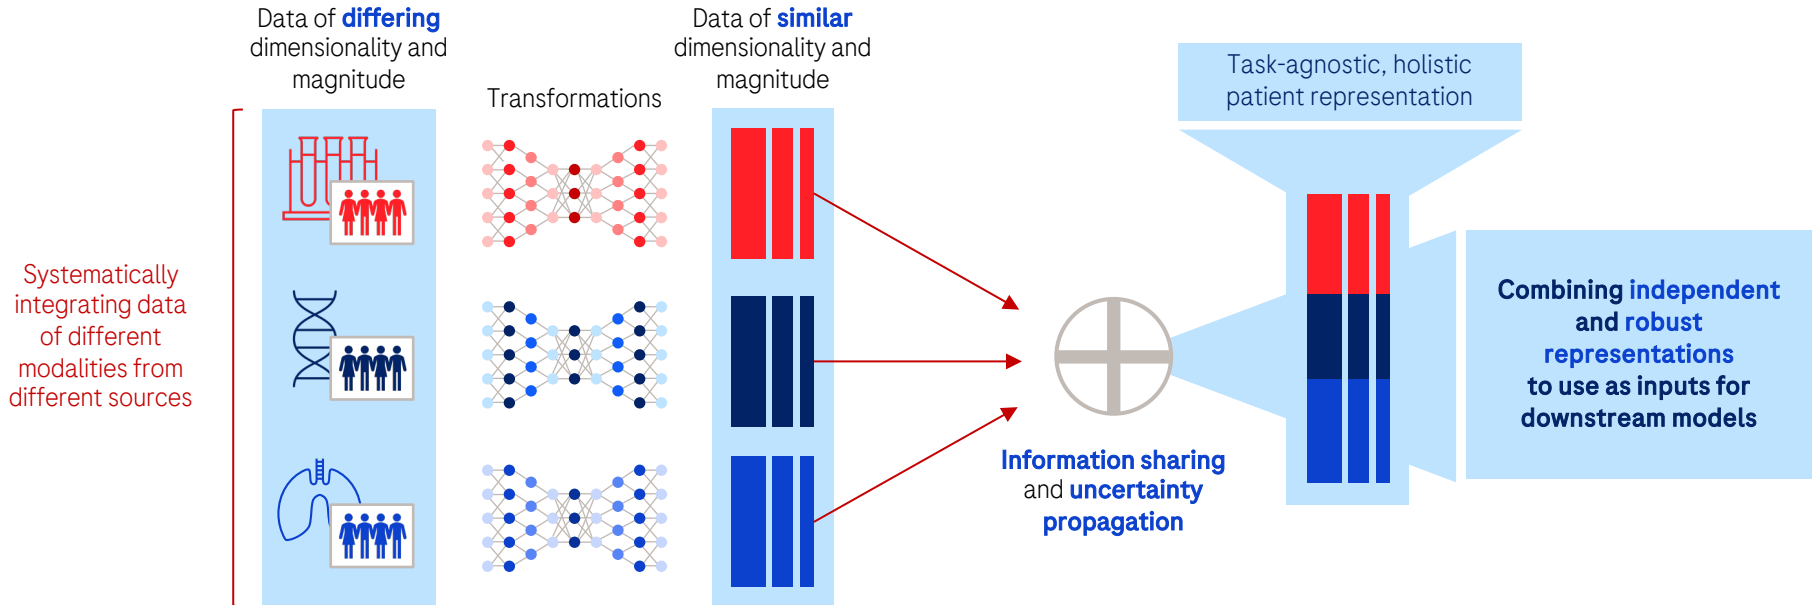 Data of differing
dimensionality and
magnitude
Transformations
Data of similar
dimensionality and
magnitude
Task-agnostic, holistic
patient representation
Systematically
integrating data
of different
modalities from
different sources
Information sharing
and uncertainty
propagation
Combining independent
and robust
representations
to use as inputs for
downstream models